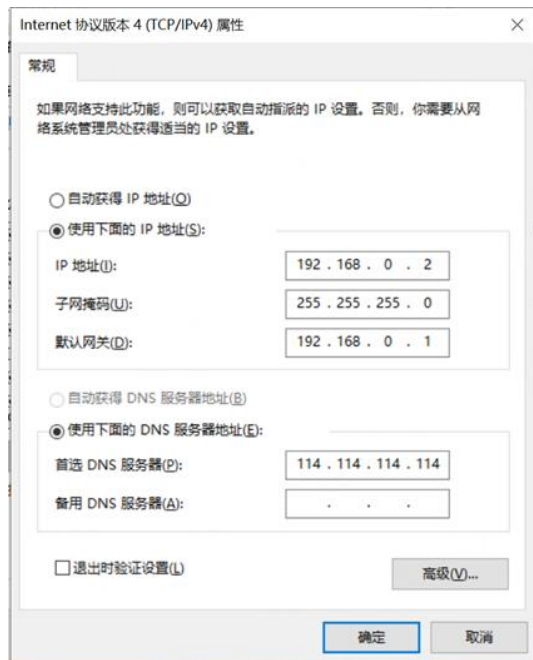 Internet 协议版本 4 (TCP/IPv4) 属性
常规
如果网络支持此功能，则可以获取自动指派的 IP 设置。否则，你需要从网
络系统管理员处获得适当的 IP 设置。
自动获得 IP 地址(O)
使用下面的 IP 地址(S):
IP 地址(I): 192 . 168 . 0 . 2
子网掩码(U): 255 . 255 . 255 . 0
默认网关(D): 192 . 168 . 0 . 1
自动获得 DNS 服务器地址(B)
使用下面的 DNS 服务器地址(E):
首选 DNS 服务器(P): 114 . 114 . 114 . 114
备用 DNS 服务器(A): . . .
退出时验证设置(L)
高级(V)...
确定 取消